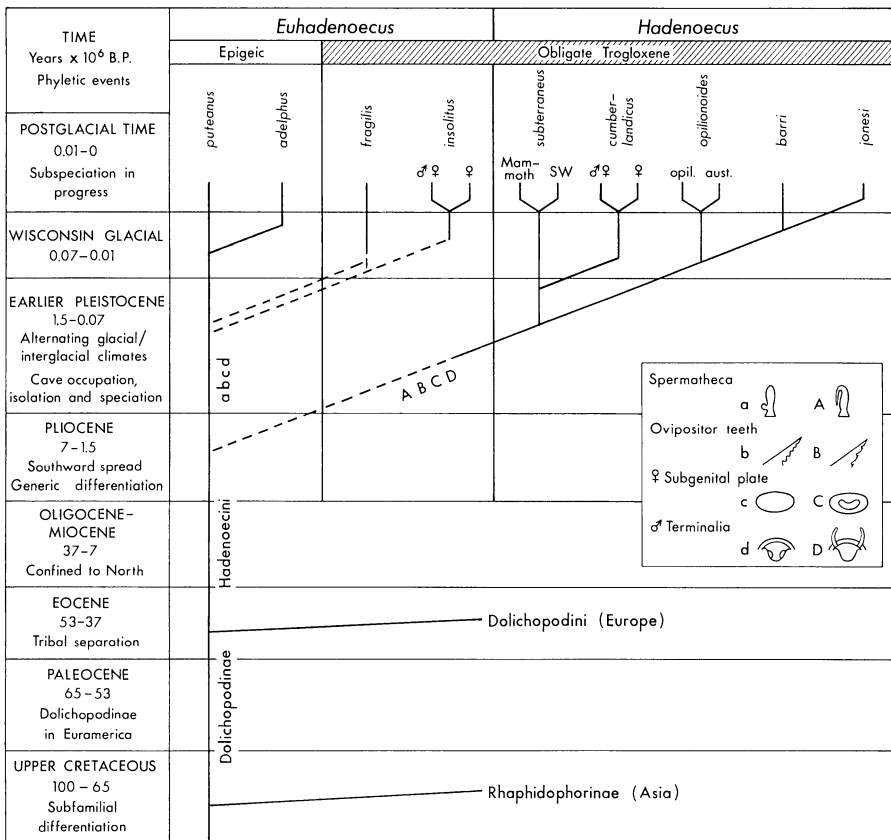 TIME
Years x 10⁶ B.P.
Phyletic events
Euhadenoecus
Hadenoecus
Epigeic
Obligate Trogloxene
puteanus
adelphus
fragilis
insolitus
subterraneus
cumber-
landicus
opilionoides
barri
jonesi
POSTGLACIAL TIME
0.01–0
Subspeciation in
progress
♂♀ ♀
Mam-
moth
SW
♂♀ ♀
opil. aust.
WISCONSIN GLACIAL
0.07–0.01
EARLIER PLEISTOCENE
1.5–0.07
Alternating glacial/
interglacial climates
Cave occupation,
isolation and speciation
a b c d
A B C D
PLIOCENE
7–1.5
Southward spread
Generic differentiation
OLIGOCENE–
MIOCENE
37–7
Confined to North
Hadenoecini
EOCENE
53–37
Tribal separation
Dolichopodini (Europe)
PALEOCENE
65–53
Dolichopodinae
in Euramerica
Dolichopodinae
UPPER CRETACEOUS
100–65
Subfamilial
differentiation
Rhaphidophorinae (Asia)
Spermatheca
a A
Ovipositor teeth
b B
♀ Subgenital plate
c C
♂ Terminalia
d D